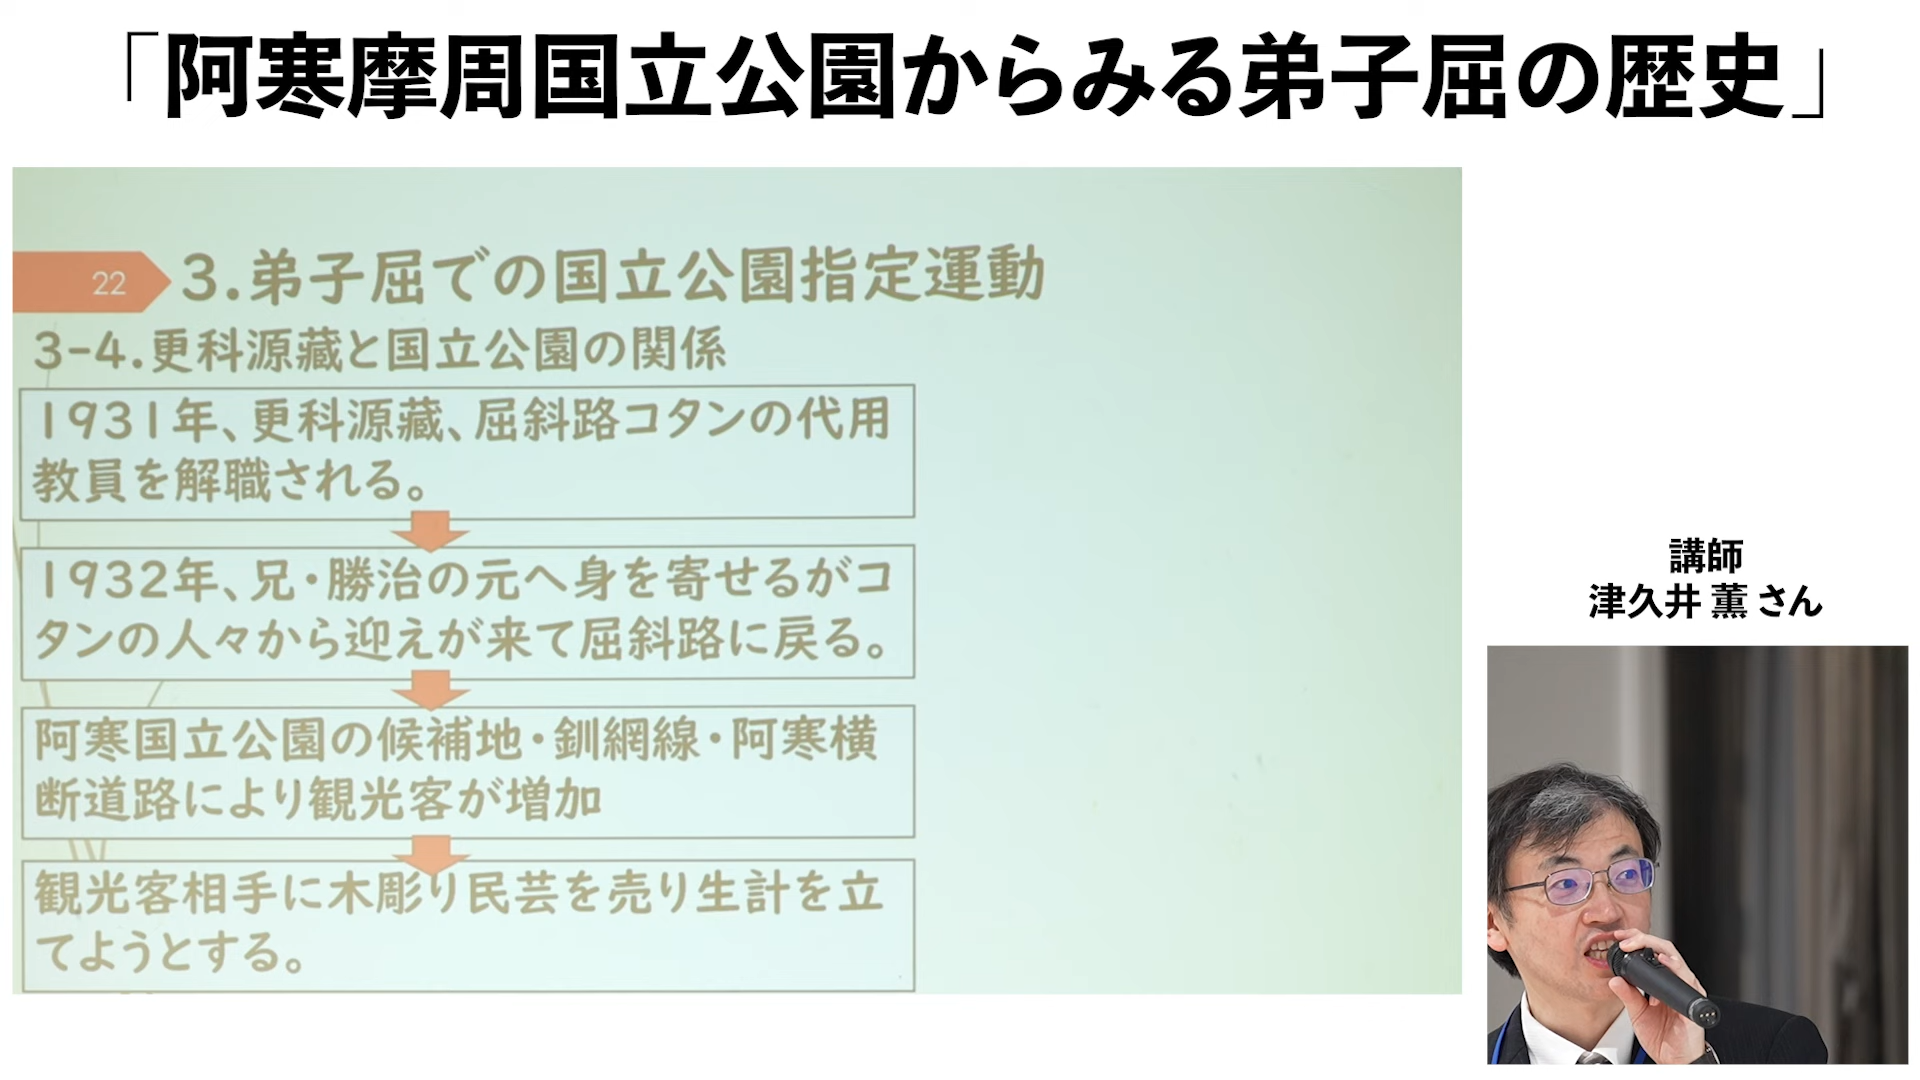 「阿寒摩周国立公園からみる弟子屈の歴史」
22
3.弟子屈での国立公園指定運動
3-4.更科源藏と国立公園の関係
1931年、更科源藏、屈斜路コタンの代用
教員を解職される。
1932年、兄・勝治の元へ身を寄せるがコ
タンの人々から迎えが来て屈斜路に戻る。
阿寒国立公園の候補地・釧網線・阿寒横
断道路により観光客が増加
観光客相手に木彫り民芸を売り生計を立
てようとする。
講師
津久井 薫 さん